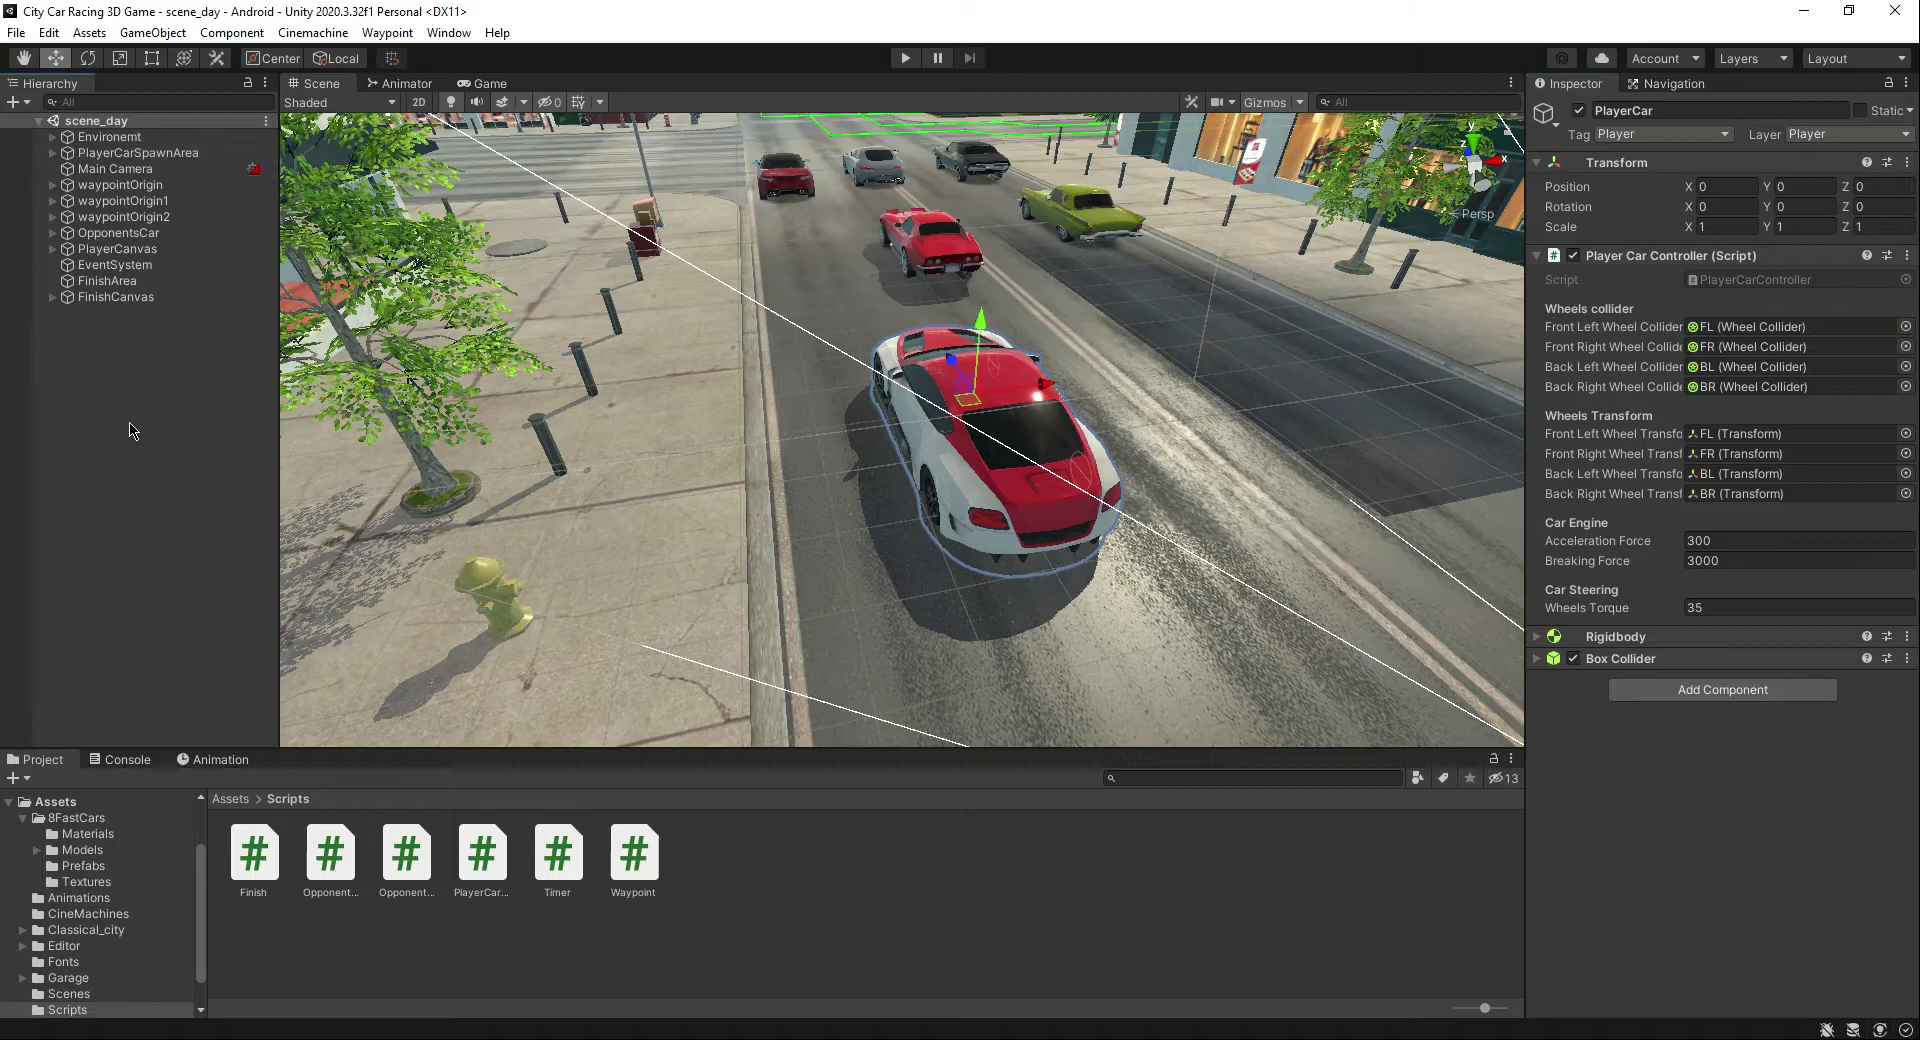 City Car Racing 3D Game - scene_day - Android - Unity 2020.3.32f1 Personal <DX11>
File Edit Assets GameObject Component Cinemachine Waypoint Window Help
Center Local Account Layers Layout
Hierarchy Scene Animator Game Inspector Navigation
All Shaded 2D 0 Gizmos All PlayerCar Static
Tag Player Layer Player
scene_day
Environemt
PlayerCarSpawnArea
Main Camera
waypointOrigin
waypointOrigin1
waypointOrigin2
OpponentsCar
PlayerCanvas
EventSystem
FinishArea
FinishCanvas
y
z
x
Persp
Transform
Position X 0 Y 0 Z 0
Rotation X 0 Y 0 Z 0
Scale X 1 Y 1 Z 1
Player Car Controller (Script)
Script PlayerCarController
Wheels collider
Front Left Wheel Collider FL (Wheel Collider)
Front Right Wheel Collide FR (Wheel Collider)
Back Left Wheel Collider BL (Wheel Collider)
Back Right Wheel Collide BR (Wheel Collider)
Wheels Transform
Front Left Wheel Transfo FL (Transform)
Front Right Wheel Transf FR (Transform)
Back Left Wheel Transfo BL (Transform)
Back Right Wheel Transf BR (Transform)
Car Engine
Acceleration Force 300
Breaking Force 3000
Car Steering
Wheels Torque 35
Rigidbody
Box Collider
Add Component
Project Console Animation
13
Assets
8FastCars
Materials
Models
Prefabs
Textures
Animations
CineMachines
Classical_city
Editor
Fonts
Garage
Scenes
Scripts
Assets > Scripts
Finish Opponent... Opponent... PlayerCar... Timer Waypoint